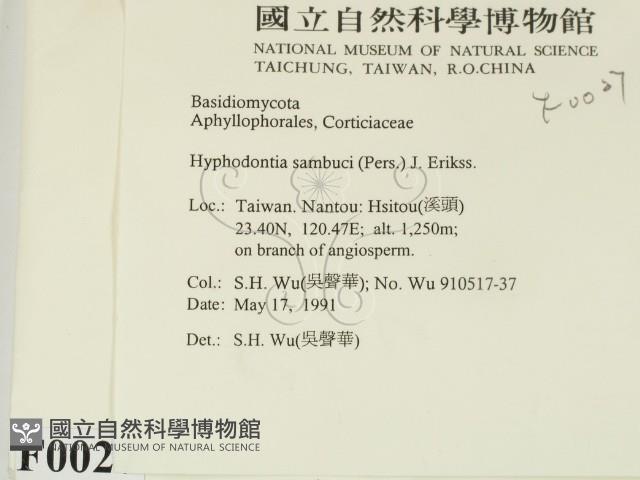 國立自然科學博物館
NATIONAL MUSEUM OF NATURAL SCIENCE
TAICHUNG, TAIWAN, R.O.CHINA
Basidiomycota
Aphyllophorales, Corticiaceae
Hyphodontia sambuci (Pers.) J. Erikss.
Loc.: Taiwan. Nantou: Hsitou(溪頭)
23.40N, 120.47E; alt. 1,250m;
on branch of angiosperm.
Col.: S.H. Wu(吳聲華); No. Wu 910517-37
Date: May 17, 1991
Det.: S.H. Wu(吳聲華)
國立自然科學博物館
NATIONAL MUSEUM OF NATURAL SCIENCE
F002